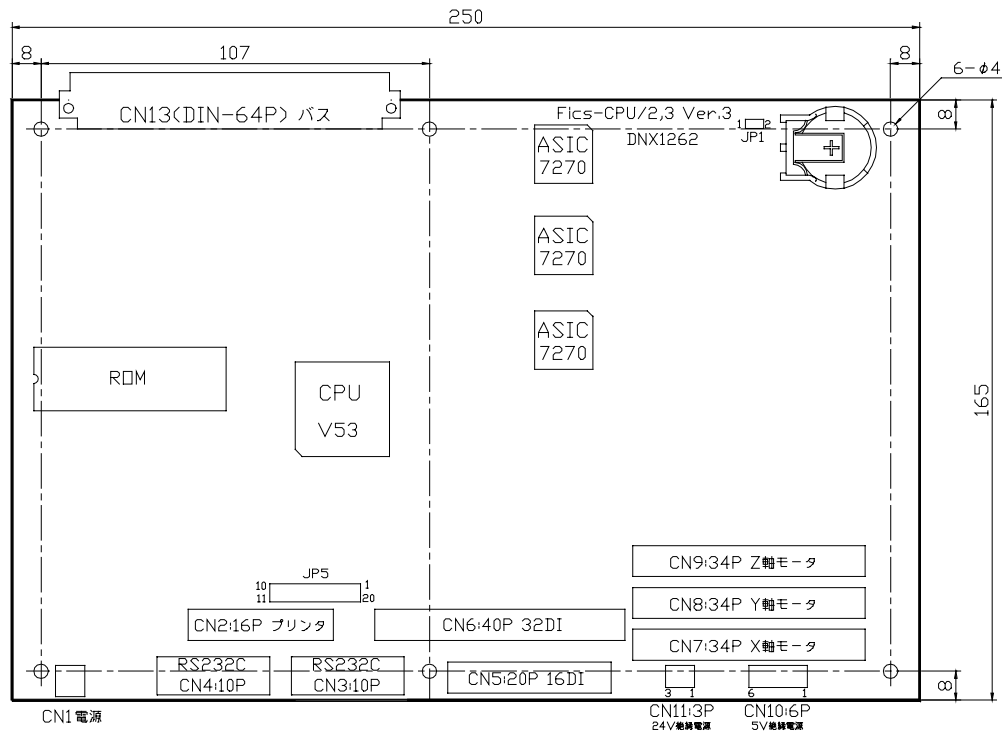 250
8
107
8
6-φ4
CN13(DIN-64P) バス
Fics-CPU/2,3 Ver.3
DNX1262
1
2
JP1
8
ASIC
7270
ASIC
7270
ASIC
7270
ROM
CPU
V53
165
CN9:34P Z軸モータ
CN8:34P Y軸モータ
CN7:34P X軸モータ
JP5
10
1
11
20
CN2:16P プリンタ
CN6:40P 32DI
RS232C
CN4:10P
RS232C
CN3:10P
CN5:20P 16DI
8
3 1
6 1
CN1電源
CN11:3P
24V絶縁電源
CN10:6P
5V絶縁電源